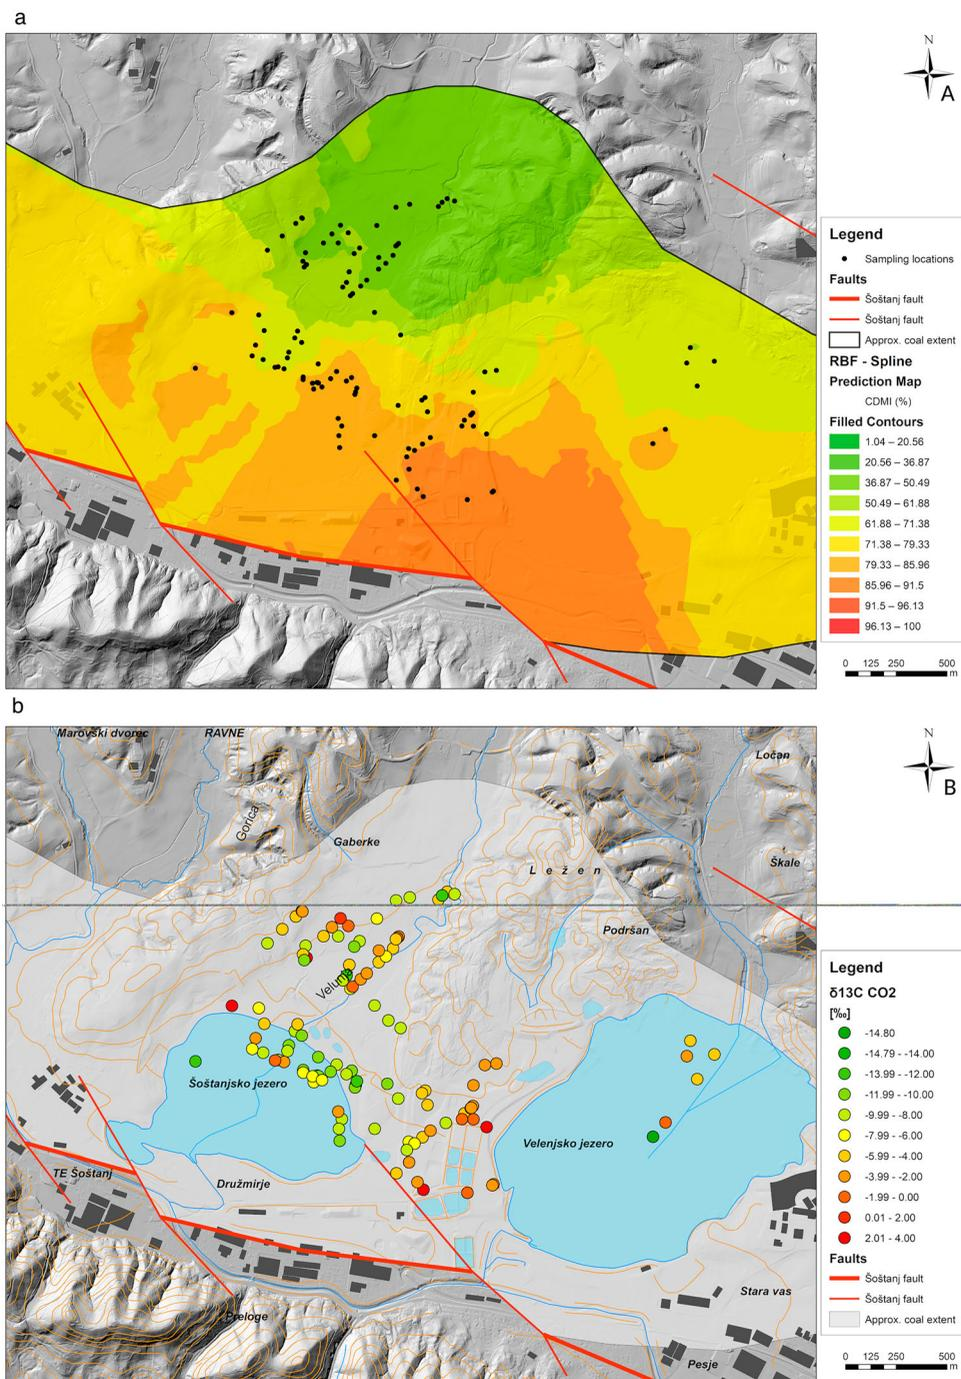 a
N
A
Legend
Sampling locations
Faults
Šoštanj fault
Šoštanj fault
Approx. coal extent
RBF - Spline
Prediction Map
CDMI (%)
Filled Contours
1.04 – 20.56
20.56 – 36.87
36.87 – 50.49
50.49 – 61.88
61.88 – 71.38
71.38 – 79.33
79.33 – 85.96
85.96 – 91.5
91.5 – 96.13
96.13 – 100
0 125 250 500
m
b
Marovski dvorec
RAVNE
Ločan
N
B
Gorica
Gaberke
Ležen
Škale
Podršan
Velunja
Šoštanjsko jezero
Velenjsko jezero
TE Šoštanj
Družmirje
Stara vas
Preloge
Pesje
Legend
δ13C CO2
[‰]
-14.80
-14.79 - -14.00
-13.99 - -12.00
-11.99 - -10.00
-9.99 - -8.00
-7.99 - -6.00
-5.99 - -4.00
-3.99 - -2.00
-1.99 - 0.00
0.01 - 2.00
2.01 - 4.00
Faults
Šoštanj fault
Šoštanj fault
Approx. coal extent
0 125 250 500
m